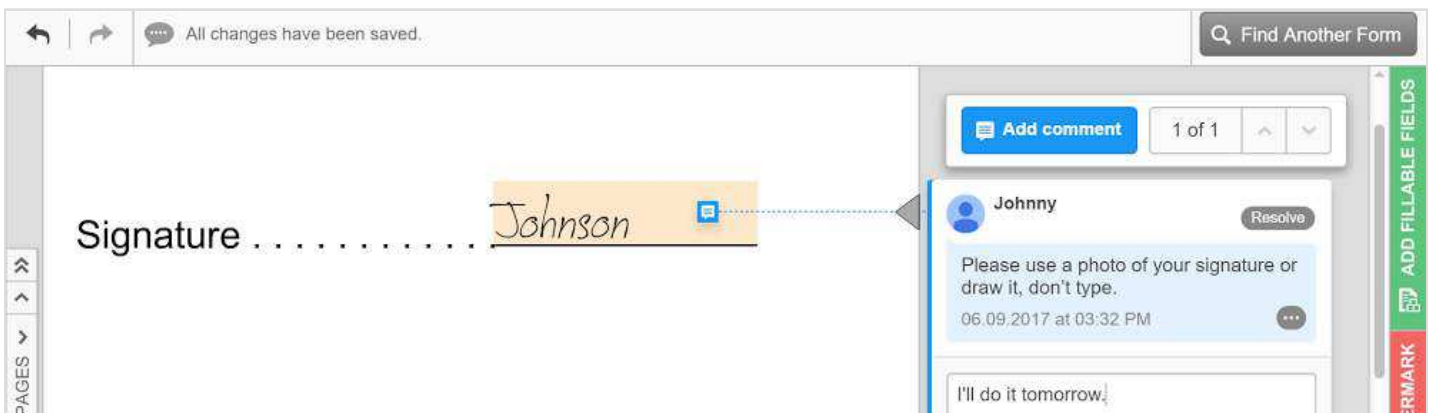 All changes have been saved.
Find Another Form
Add comment
1 of 1
Signature . . . . . . . . . . . .
Johnson
Johnny
Resolve
Please use a photo of your signature or
draw it, don't type.
06.09.2017 at 03:32 PM
I'll do it tomorrow.
PAGES
ADD FILLABLE FIELDS
ERMARK